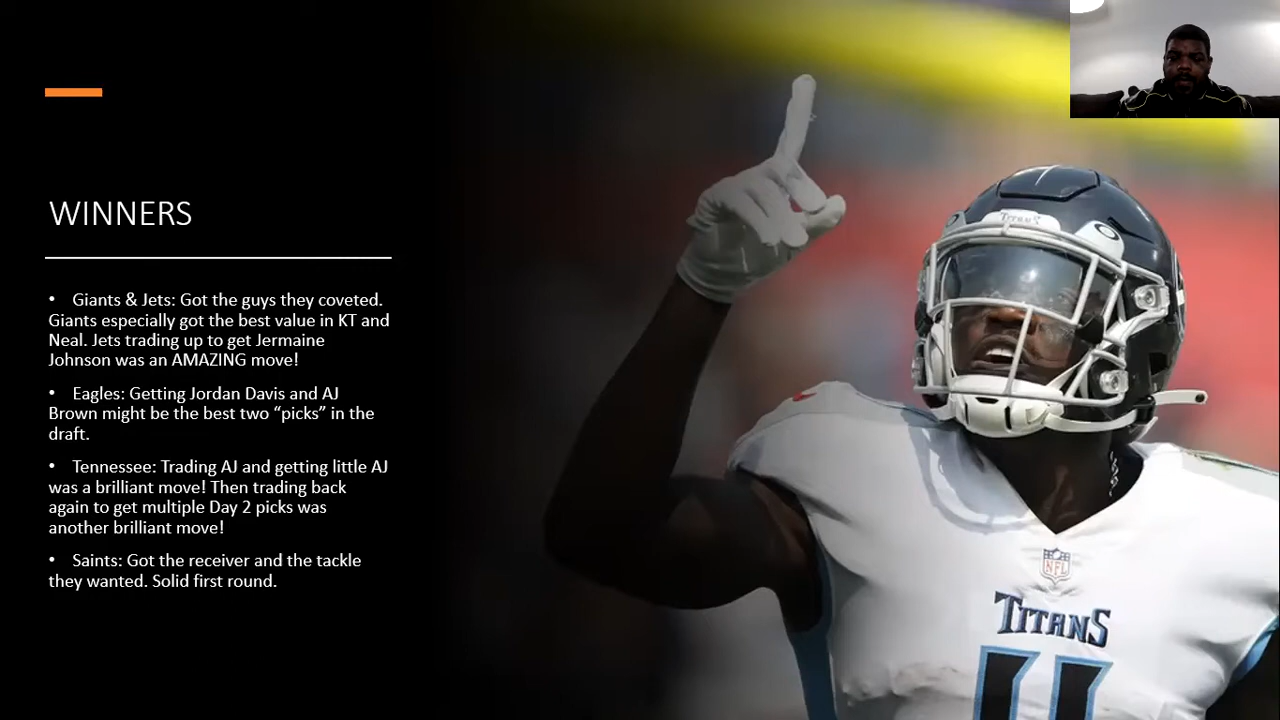 WINNERS
• Giants & Jets: Got the guys they coveted.
Giants especially got the best value in KT and
Neal. Jets trading up to get Jermaine
Johnson was an AMAZING move!
• Eagles: Getting Jordan Davis and AJ
Brown might be the best two “picks” in the
draft.
• Tennessee: Trading AJ and getting little AJ
was a brilliant move! Then trading back
again to get multiple Day 2 picks was
another brilliant move!
• Saints: Got the receiver and the tackle
they wanted. Solid first round.
TITANS
NFL
TITANS
11